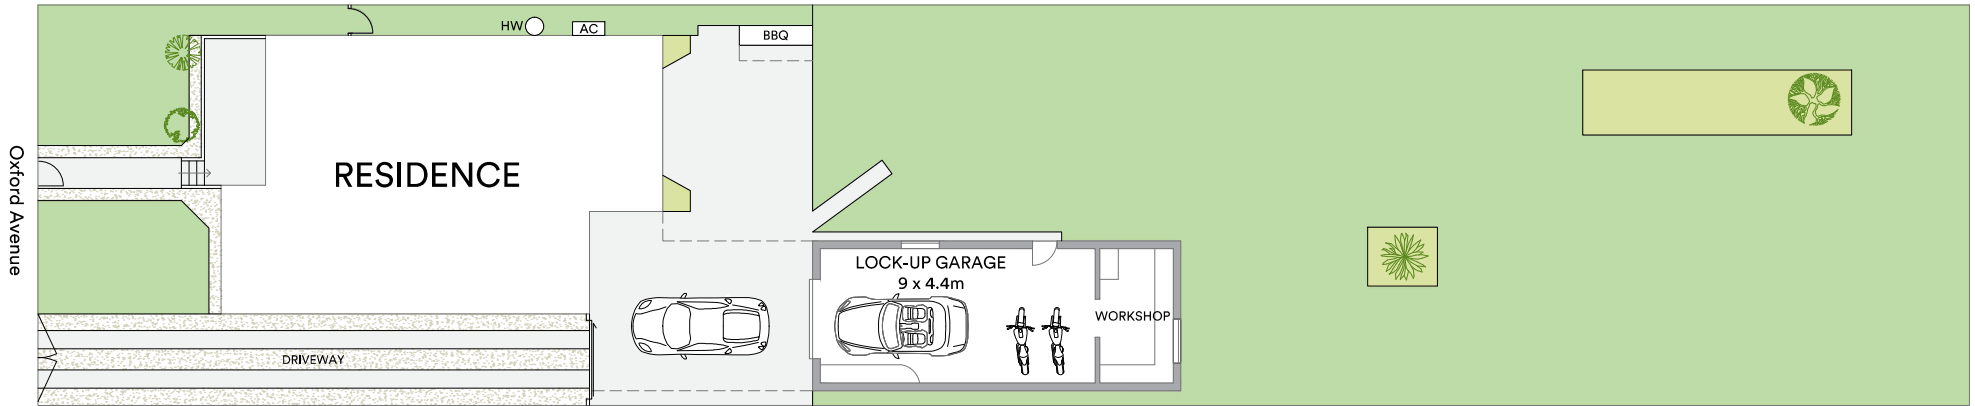 HW
AC
BBQ
RESIDENCE
Oxford Avenue
LOCK-UP GARAGE
9 x 4.4m
WORKSHOP
DRIVEWAY